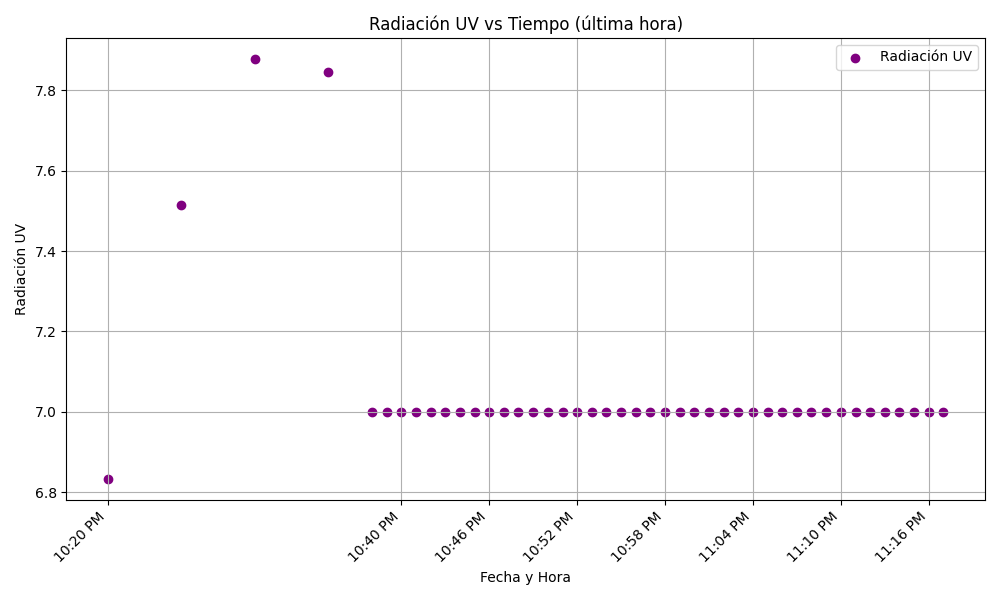 Radiación UV vs Tiempo (última hora)
Radiación UV
7.8
7.6
7.4
7.2
7.0
6.8
Radiación UV
10:20 PM
10:40 PM
10:46 PM
10:52 PM
10:58 PM
11:04 PM
11:10 PM
11:16 PM
Fecha y Hora